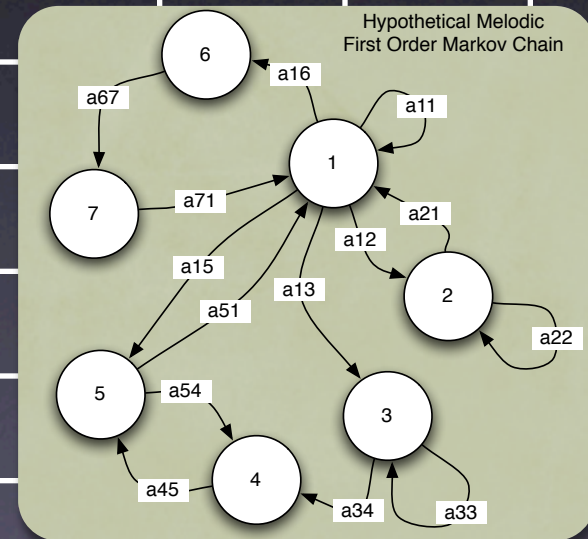 Hypothetical Melodic
First Order Markov Chain
6
a16
a67
a11
1
7
a71
a21
a12
a15
a13
2
a51
a22
5
a54
3
4
a45
a34
a33